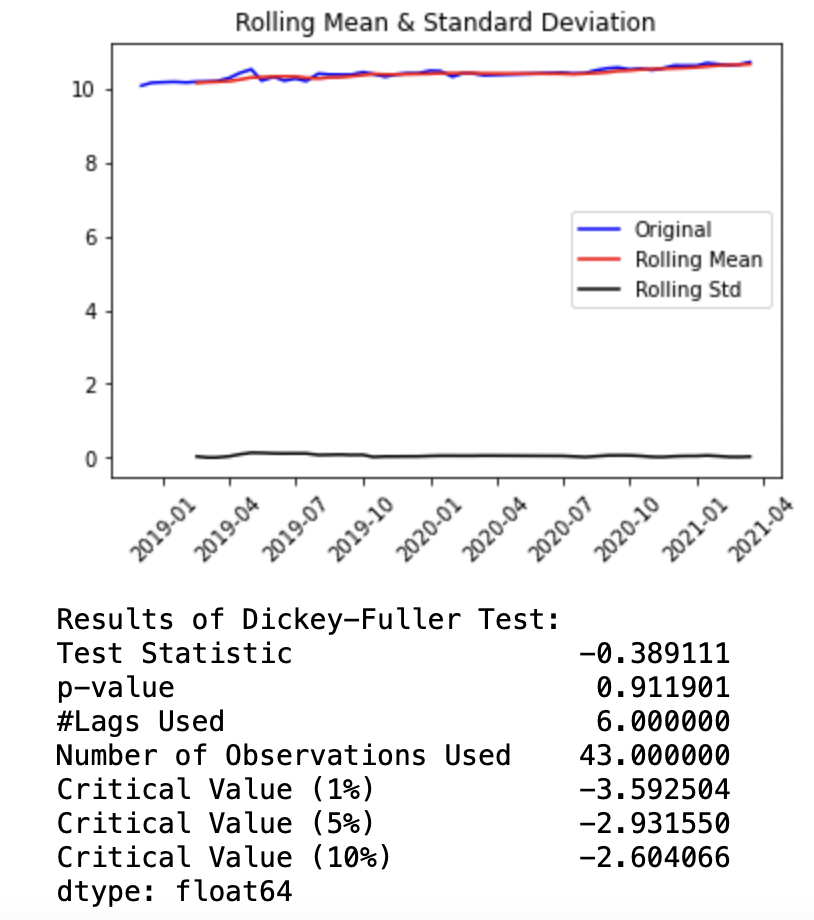 Rolling Mean & Standard Deviation
10
8
6
4
2
0
Original
Rolling Mean
Rolling Std
2019-01
2019-04
2019-07
2019-10
2020-01
2020-04
2020-07
2020-10
2021-01
2021-04
Results of Dickey-Fuller Test:
Test Statistic -0.389111
p-value 0.911901
#Lags Used 6.000000
Number of Observations Used 43.000000
Critical Value (1%) -3.592504
Critical Value (5%) -2.931550
Critical Value (10%) -2.604066
dtype: float64